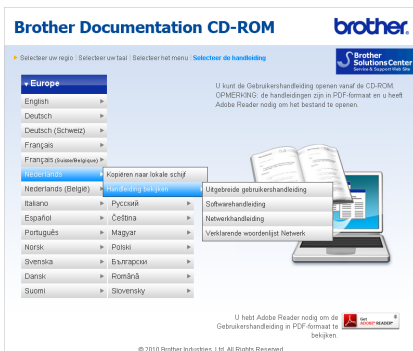 Brother Documentation CD-ROM
brother.
Selecteer uw regio | Selecteer uw taal | Selecteer het menu | Selecteer de handleiding
Brother
Solutions Center
Service & Support Web Site
Europe
U kunt de Gebruikershandleiding openen vanaf de CD-ROM.
OPMERKING: de handleidingen zijn in PDF-formaat en u heeft
Adobe Reader nodig om het bestand te openen.
English
Deutsch
Deutsch (Schweiz)
Français
Français (Suisse/Belgique)
Nederlands
Kopiëren naar lokale schijf
Nederlands (België)
Handleiding bekijken
Uitgebreide gebruikershandleiding
Italiano
Русский
Softwarehandleiding
Español
Čeština
Netwerkhandleiding
Português
Magyar
Verklarende woordenlijst Netwerk
Norsk
Polski
Svenska
Български
Dansk
Română
Suomi
Slovensky
U hebt Adobe Reader nodig om de
Gebruikershandleiding in PDF-formaat te
bekijken.
Get
ADOBE® READER®
© 2010 Brother Industries, Ltd. All Rights Reserved.